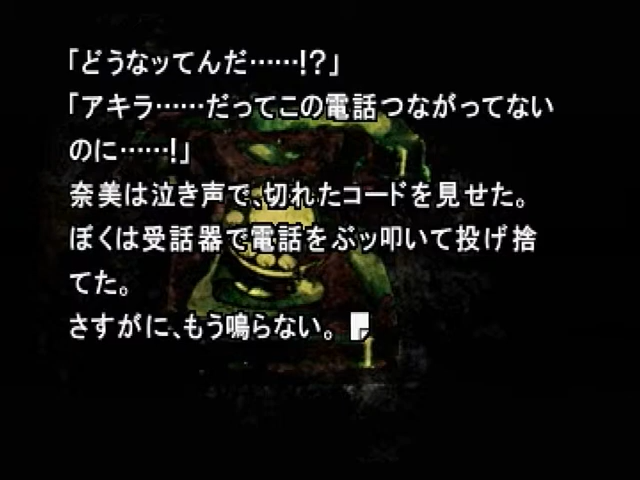 「どうなッてんだ……!?」
「アキラ……だってこの電話つながってない
のに……!」
奈美は泣き声で、切れたコードを見せた。
ぼくは受話器で電話をぶッ叩いて投げ捨
てた。
さすがに、もう鳴らない。